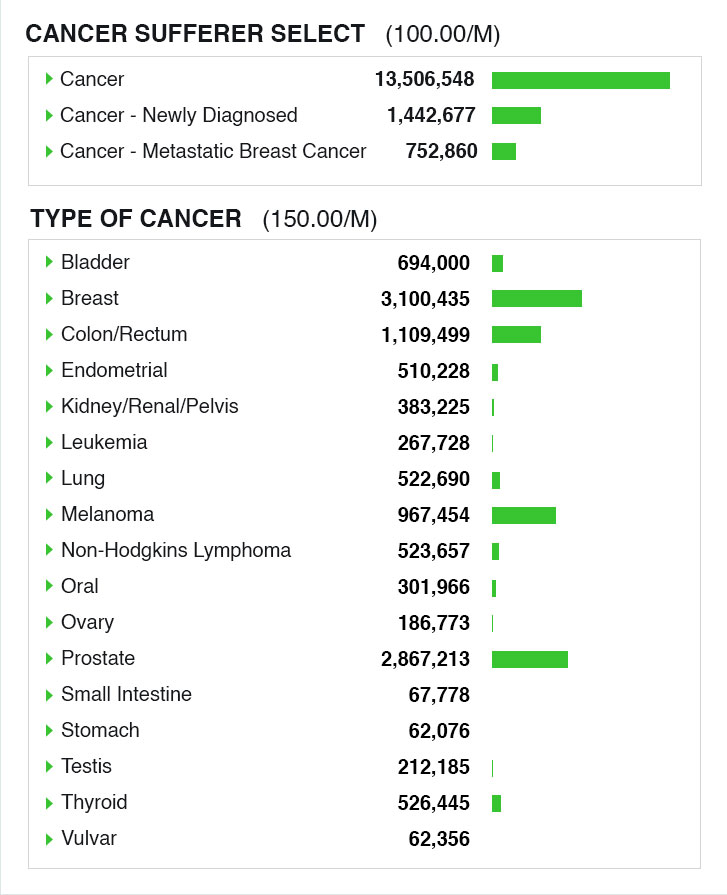 CANCER SUFFERER SELECT (100.00/M)
Cancer 13,506,548
Cancer - Newly Diagnosed 1,442,677
Cancer - Metastatic Breast Cancer 752,860
TYPE OF CANCER (150.00/M)
Bladder 694,000
Breast 3,100,435
Colon/Rectum 1,109,499
Endometrial 510,228
Kidney/Renal/Pelvis 383,225
Leukemia 267,728
Lung 522,690
Melanoma 967,454
Non-Hodgkins Lymphoma 523,657
Oral 301,966
Ovary 186,773
Prostate 2,867,213
Small Intestine 67,778
Stomach 62,076
Testis 212,185
Thyroid 526,445
Vulvar 62,356